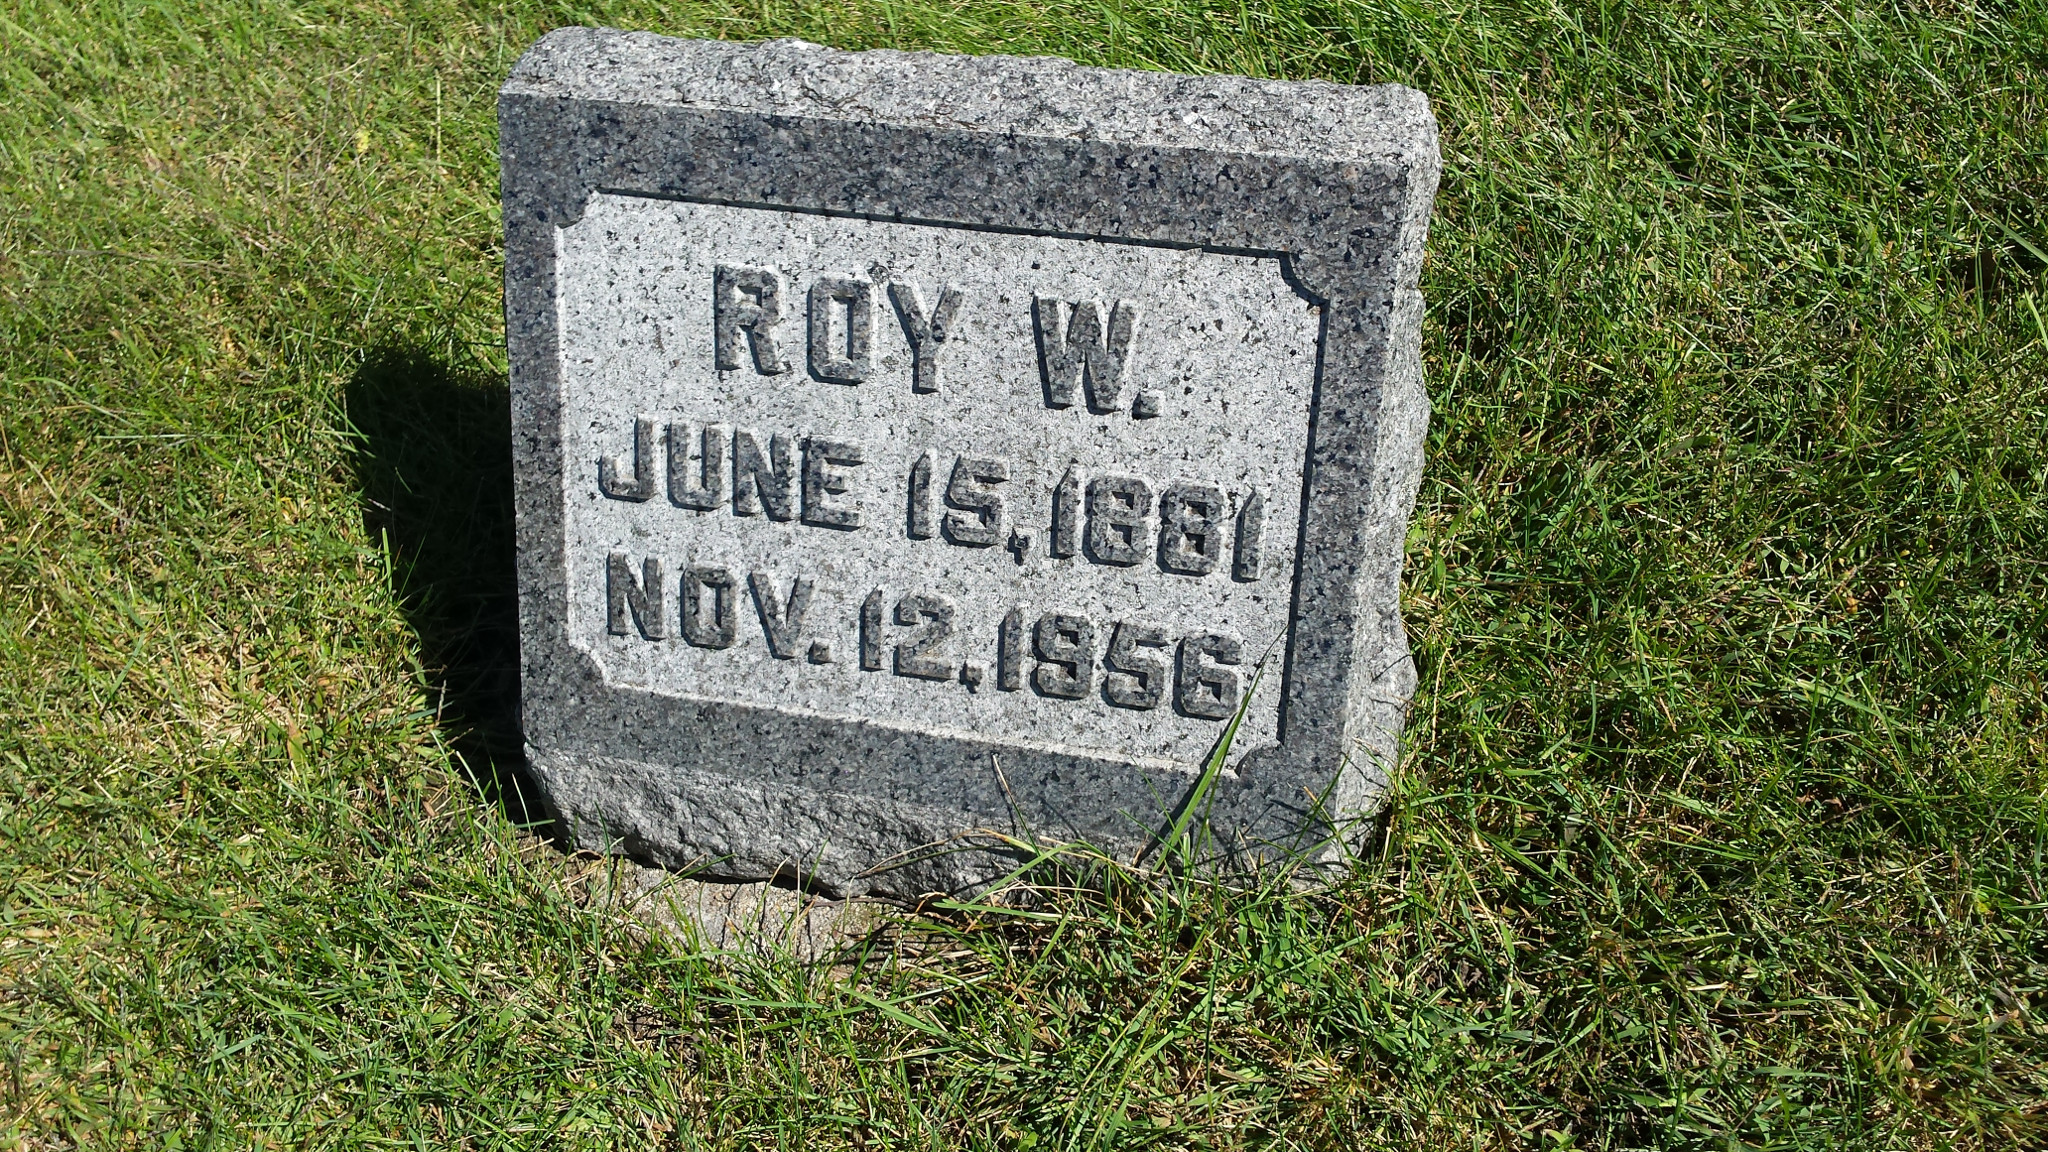 ROY W.
JUNE 15, 1881
NOV. 12, 1956